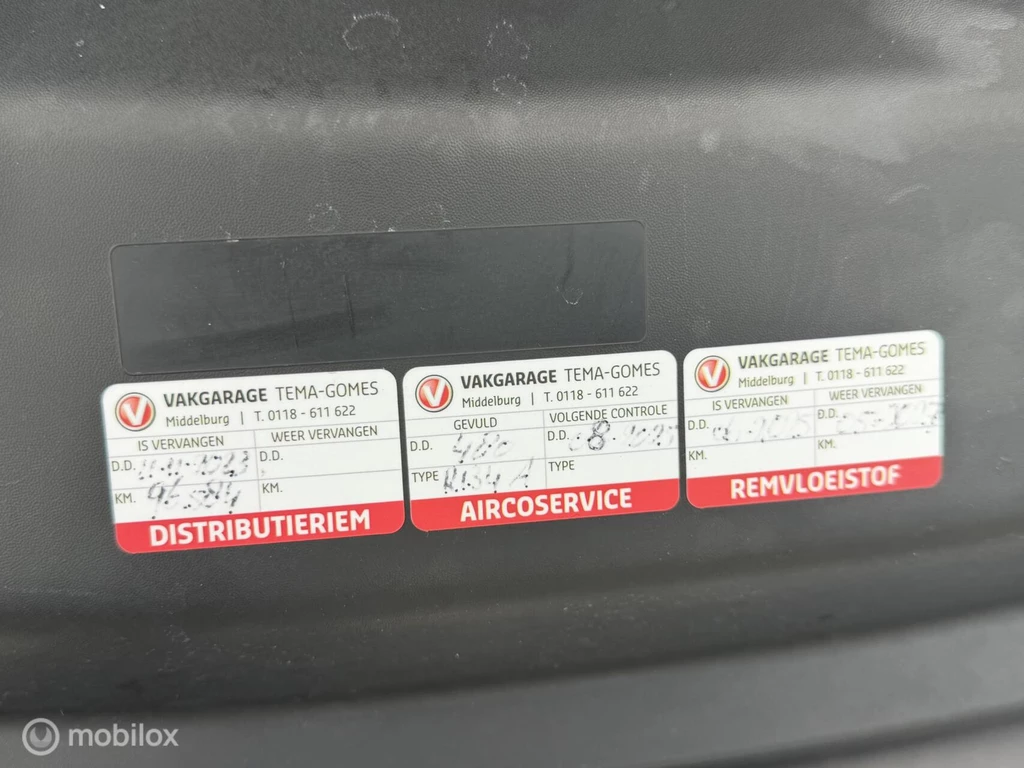 VAKGARAGE TEMA-GOMES
Middelburg | T. 0118 - 611 622
IS VERVANGEN WEER VERVANGEN
D.D. D.D.
KM. KM.
DISTRIBUTIERIEM
V
VAKGARAGE TEMA-GOMES
Middelburg | T. 0118 - 611 622
GEVULD VOLGENDE CONTROLE
D.D. 480 D.D.
TYPE R134A TYPE
AIRCOSERVICE
V
VAKGARAGE TEMA-GOMES
Middelburg | T. 0118 - 611 622
IS VERVANGEN WEER VERVANGEN
D.D. D.D.
KM. KM.
REMVLOEISTOF
V
mobilox